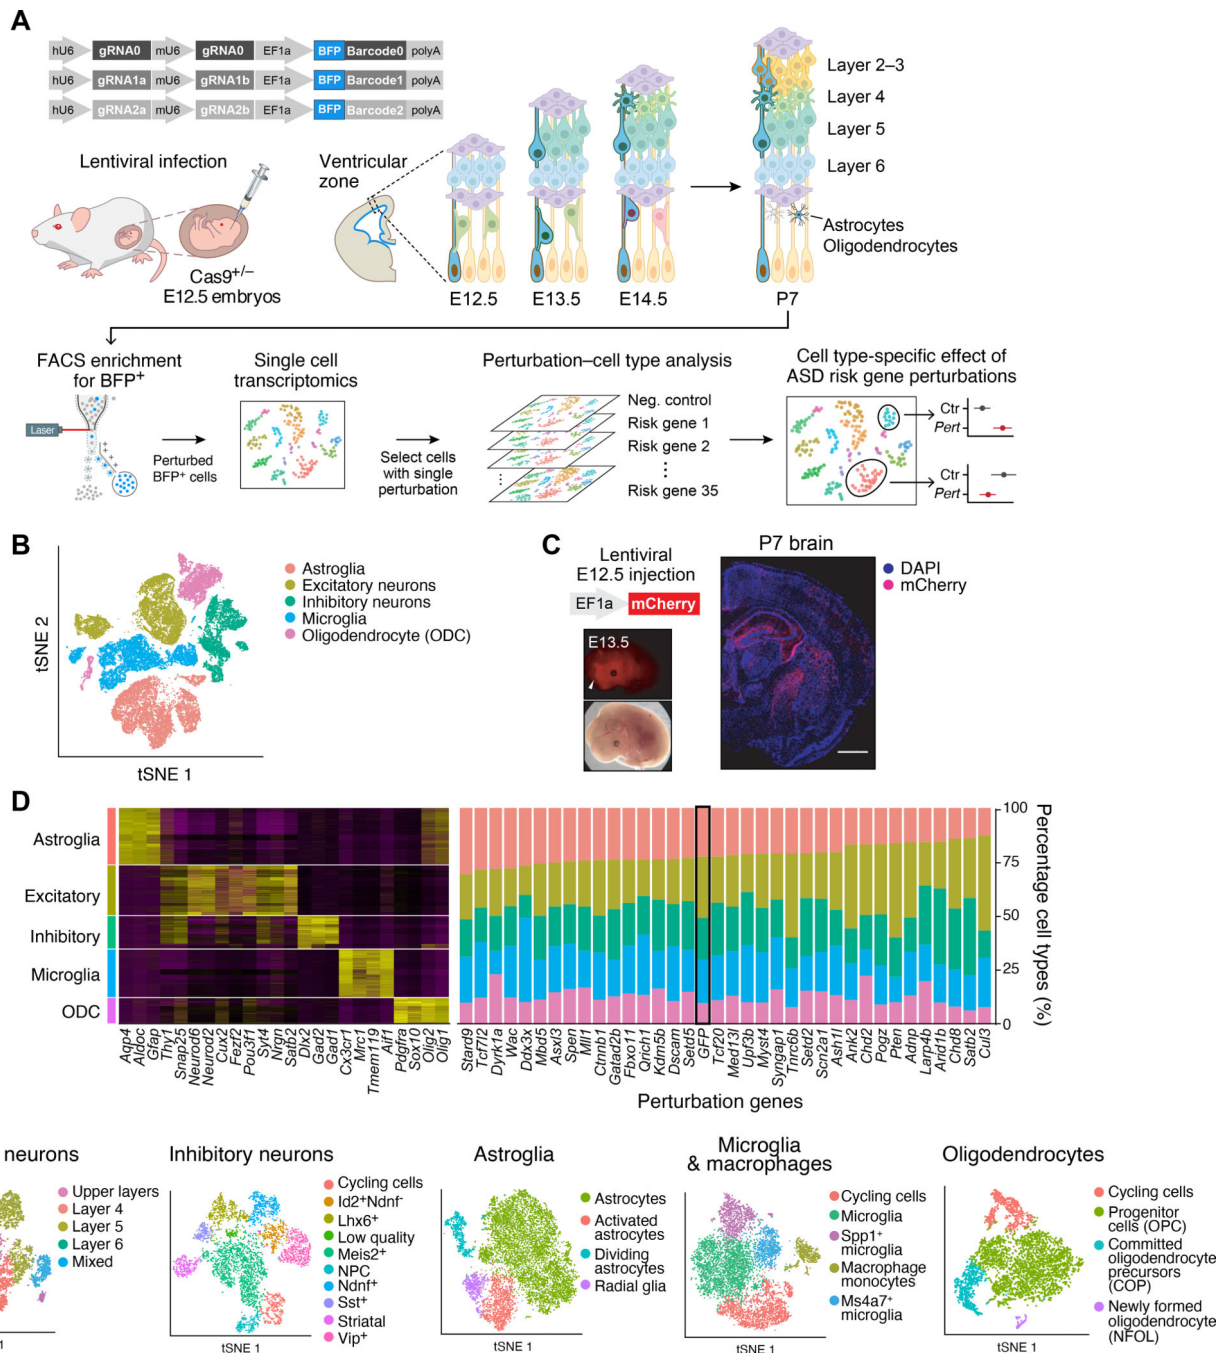 A
hU6 gRNA0 mU6 gRNA0 EF1a BFP Barcode0 polyA
hU6 gRNA1a mU6 gRNA1b EF1a BFP Barcode1 polyA
hU6 gRNA2a mU6 gRNA2b EF1a BFP Barcode2 polyA
Lentiviral infection
Cas9+/–
E12.5 embryos
Ventricular
zone
E12.5
E13.5
E14.5
P7
Layer 2–3
Layer 4
Layer 5
Layer 6
Astrocytes
Oligodendrocytes
FACS enrichment
for BFP+
Laser
Perturbed
BFP+ cells
Single cell
transcriptomics
Select cells
with single
perturbation
Perturbation–cell type analysis
Neg. control
Risk gene 1
Risk gene 2
⋮
Risk gene 35
Cell type-specific effect of
ASD risk gene perturbations
Ctr
Pert
Ctr
Pert
B
tSNE 2
tSNE 1
Astroglia
Excitatory neurons
Inhibitory neurons
Microglia
Oligodendrocyte (ODC)
C
Lentiviral
E12.5 injection
EF1a mCherry
E13.5
P7 brain
DAPI
mCherry
D
Astroglia
Excitatory
Inhibitory
Microglia
ODC
Aqp4
Aldoc
Gfap
Thy1
Snap25
Neurod6
Neurod2
Cux2
Fezf2
Pou3f1
Syt4
Nrgn
Satb2
Dlx2
Gad2
Gad1
Cx3cr1
Mrc1
Tmem119
Aif1
Pdgfra
Sox10
Olig2
Olig1
Stard9
Tcf7l2
Dyrk1a
Wac
Ddx3x
Mbd5
Asxl3
Spen
Mll1
Ctnnb1
Gatad2b
Fbxo11
Qrich1
Kdm5b
Dscam
Setd5
GFP
Tcf20
Med13l
Upf3b
Myst4
Syngap1
Tnrc6b
Setd2
Scn2a1
Ash1l
Ank2
Chd2
Pogz
Pten
Adnp
Larp4b
Arid1b
Chd8
Satb2
Cul3
Perturbation genes
100
75
50
25
0
Percentage cell types (%)
neurons
Upper layers
Layer 4
Layer 5
Layer 6
Mixed
1
Inhibitory neurons
Cycling cells
Id2+Ndnf-
Lhx6+
Low quality
Meis2+
NPC
Ndnf+
Sst+
Striatal
Vip+
tSNE 1
Astroglia
Astrocytes
Activated
astrocytes
Dividing
astrocytes
Radial glia
tSNE 1
Microglia
& macrophages
Cycling cells
Microglia
Spp1+
microglia
Macrophage
monocytes
Ms4a7+
microglia
tSNE 1
Oligodendrocytes
Cycling cells
Progenitor
cells (OPC)
Committed
oligodendrocyte
precursors
(COP)
Newly formed
oligodendrocyte
(NFOL)
tSNE 1